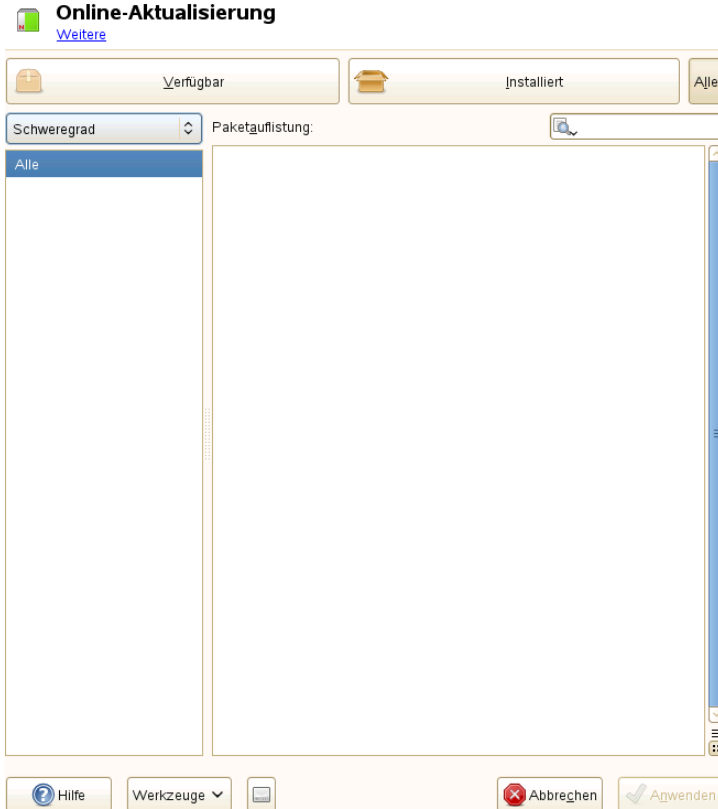 Online-Aktualisierung
Weitere
Verfügbar
Installiert
Alle
Schweregrad
Paketauflistung:
Alle
Hilfe
Werkzeuge
Abbrechen
Anwenden